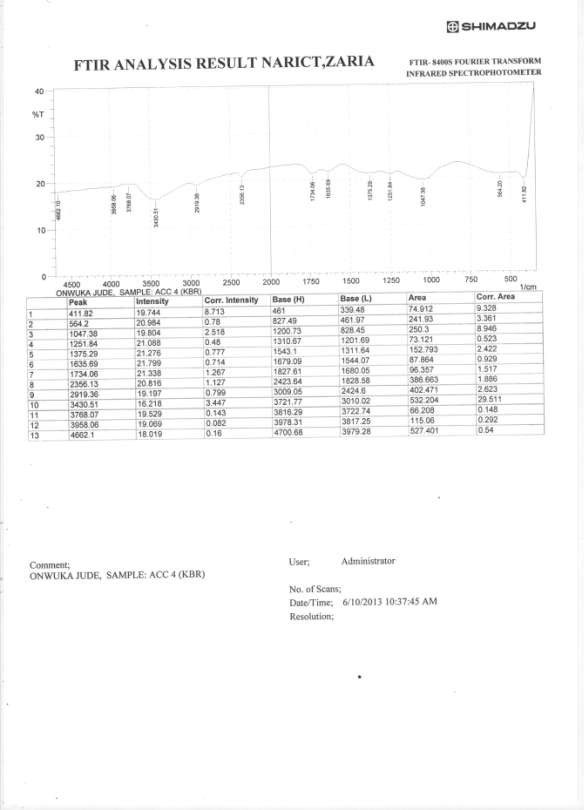 SHIMADZU
FTIR ANALYSIS RESULT NARICT,ZARIA
FTIR- 8400S FOURIER TRANSFORM
INFRARED SPECTROPHOTOMETER
40
%T
30
20
10
0
4662.10
3958.06
3768.07
3430.51
2919.36
2356.13
1734.06
1635.69
1375.29
1251.84
1047.38
564.20
411.82
4500 4000 3500 3000 2500 2000 1750 1500 1250 1000 750 500
1/cm
ONWUKA JUDE, SAMPLE: ACC 4 (KBR)
Peak Intensity Corr. Intensity Base (H) Base (L) Area Corr. Area
1 411.82 19.744 8.713 461 339.48 74.912 9.328
2 564.2 20.984 0.78 827.49 461.97 241.93 3.361
3 1047.38 19.804 2.518 1200.73 828.45 250.3 8.946
4 1251.84 21.088 0.48 1310.67 1201.69 73.121 0.523
5 1375.29 21.276 0.777 1543.1 1311.64 152.793 2.422
6 1635.69 21.799 0.714 1679.09 1544.07 87.864 0.929
7 1734.06 21.338 1.267 1827.61 1680.05 96.357 1.517
8 2356.13 20.816 1.127 2423.64 1828.58 386.663 1.886
9 2919.36 19.197 0.799 3009.05 2424.6 402.471 2.623
10 3430.51 16.218 3.447 3721.77 3010.02 532.204 29.511
11 3768.07 19.529 0.143 3816.29 3722.74 66.208 0.148
12 3958.06 19.069 0.082 3978.31 3817.25 115.06 0.292
13 4662.1 18.019 0.16 4700.68 3979.28 527.401 0.54
Comment;
ONWUKA JUDE, SAMPLE: ACC 4 (KBR)
User; Administrator
No. of Scans;
Date/Time; 6/10/2013 10:37:45 AM
Resolution;